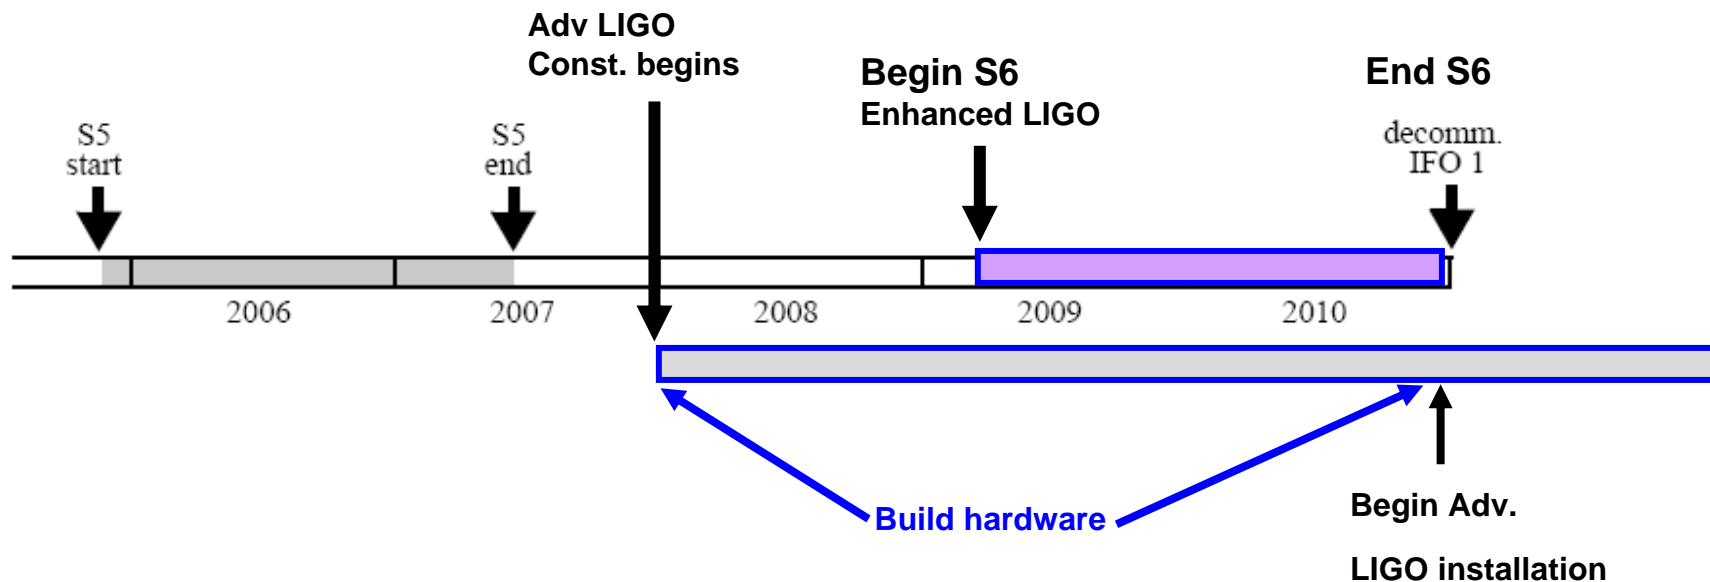 Adv LIGO
Const. begins
Begin S6
Enhanced LIGO
End S6
S5
start
S5
end
decomm.
IFO 1
2006
2007
2008
2009
2010
Build hardware
Begin Adv.
LIGO installation